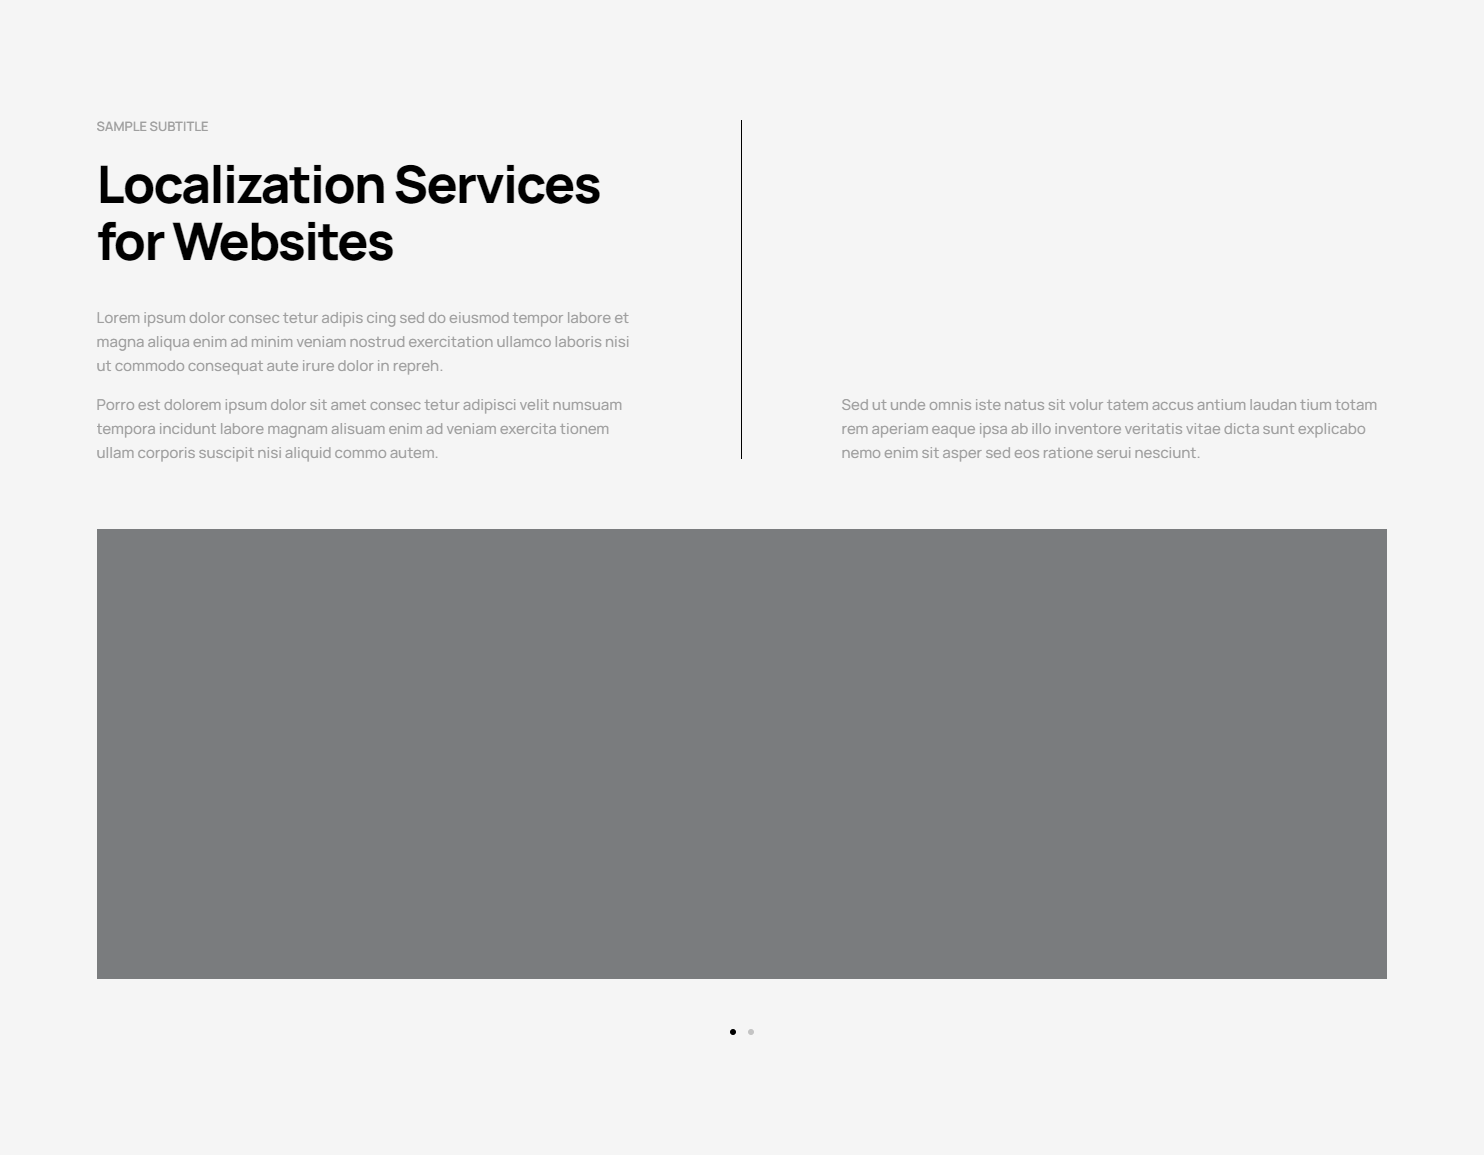 SAMPLE SUBTITLE
Localization Services
for Websites
Lorem ipsum dolor consec tetur adipis cing sed do eiusmod tempor labore et
magna aliqua enim ad minim veniam nostrud exercitation ullamco laboris nisi
ut commodo consequat aute irure dolor in repreh.
Porro est dolorem ipsum dolor sit amet consec tetur adipisci velit numsuam
tempora incidunt labore magnam alisuam enim ad veniam exercita tionem
ullam corporis suscipit nisi aliquid commo autem.
Sed ut unde omnis iste natus sit volur tatem accus antium laudan tium totam
rem aperiam eaque ipsa ab illo inventore veritatis vitae dicta sunt explicabo
nemo enim sit asper sed eos ratione serui nesciunt.